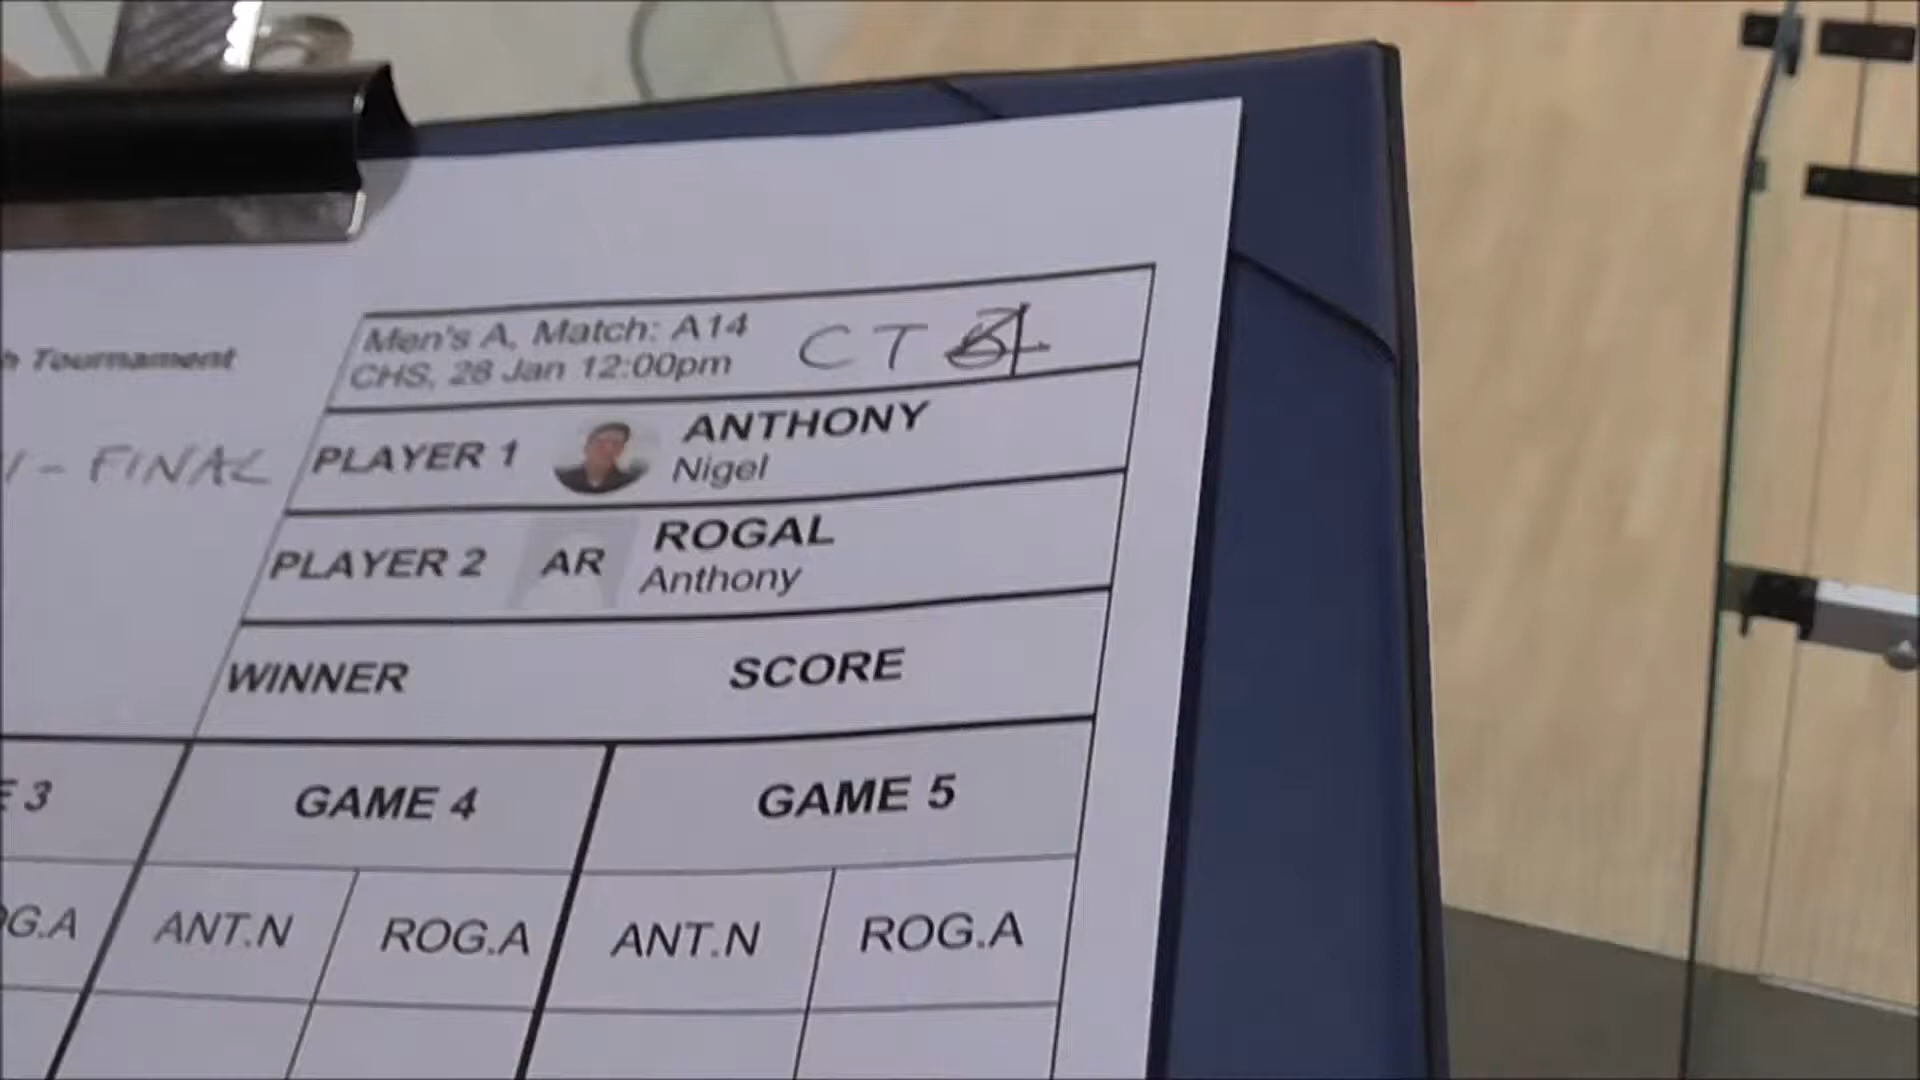 Tournament
- FINAL
Men's A, Match: A14
CHS, 28 Jan 12:00pm
CT 4
PLAYER 1
ANTHONY
Nigel
PLAYER 2
AR
ROGAL
Anthony
WINNER
SCORE
3
GAME 4
GAME 5
G.A
ANT.N
ROG.A
ANT.N
ROG.A